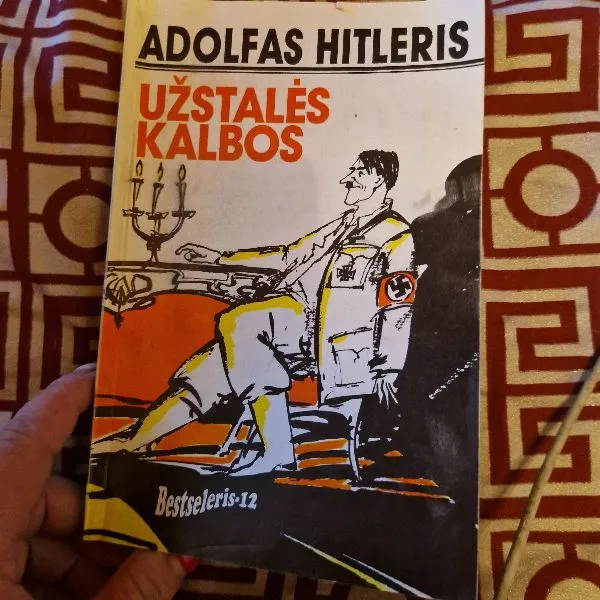 ADOLFAS HITLERIS
UŽSTALĖS
KALBOS
Bestseleris-12